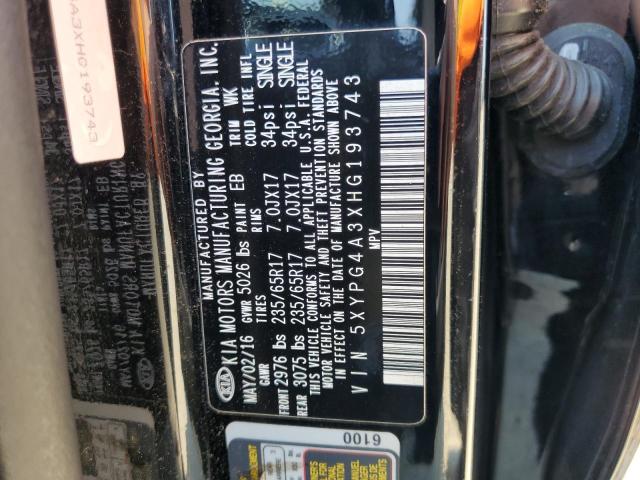 MANUFACTURED BY
KIA KIA MOTORS MANUFACTURING GEORGIA, INC.
MAY/02/16 GVWR 5026 lbs PAINT EB TRIM WK
GAWR TIRES RIMS COLD TIRE INFL
FRONT 2976 lbs 235/65R17 7.0JX17 34psi SINGLE
REAR 3075 lbs 235/65R17 7.0JX17 34psi SINGLE
THIS VEHICLE CONFORMS TO ALL APPLICABLE U.S.A. FEDERAL
MOTOR VEHICLE SAFETY AND THEFT PREVENTION STANDARDS
IN EFFECT ON THE DATE OF MANUFACTURE SHOWN ABOVE
VIN 5XYPG4A3XHG193743
MPV
A3XHG193743
6100